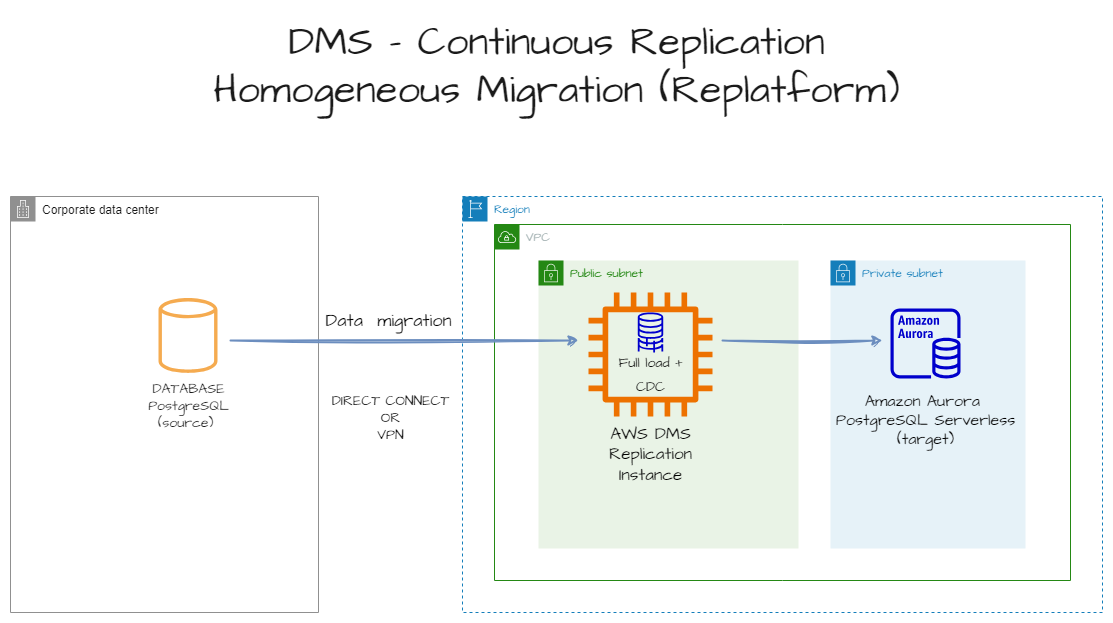 DMS - Continuous Replication
Homogeneous Migration (Replatform)
Corporate data center
Region
VPC
Public subnet
Private subnet
Data migration
DIRECT CONNECT
OR
VPN
DATABASE
PostgreSQL
(source)
Full load +
CDC
AWS DMS
Replication
Instance
Amazon
Aurora
Amazon Aurora
PostgreSQL Serverless
(target)